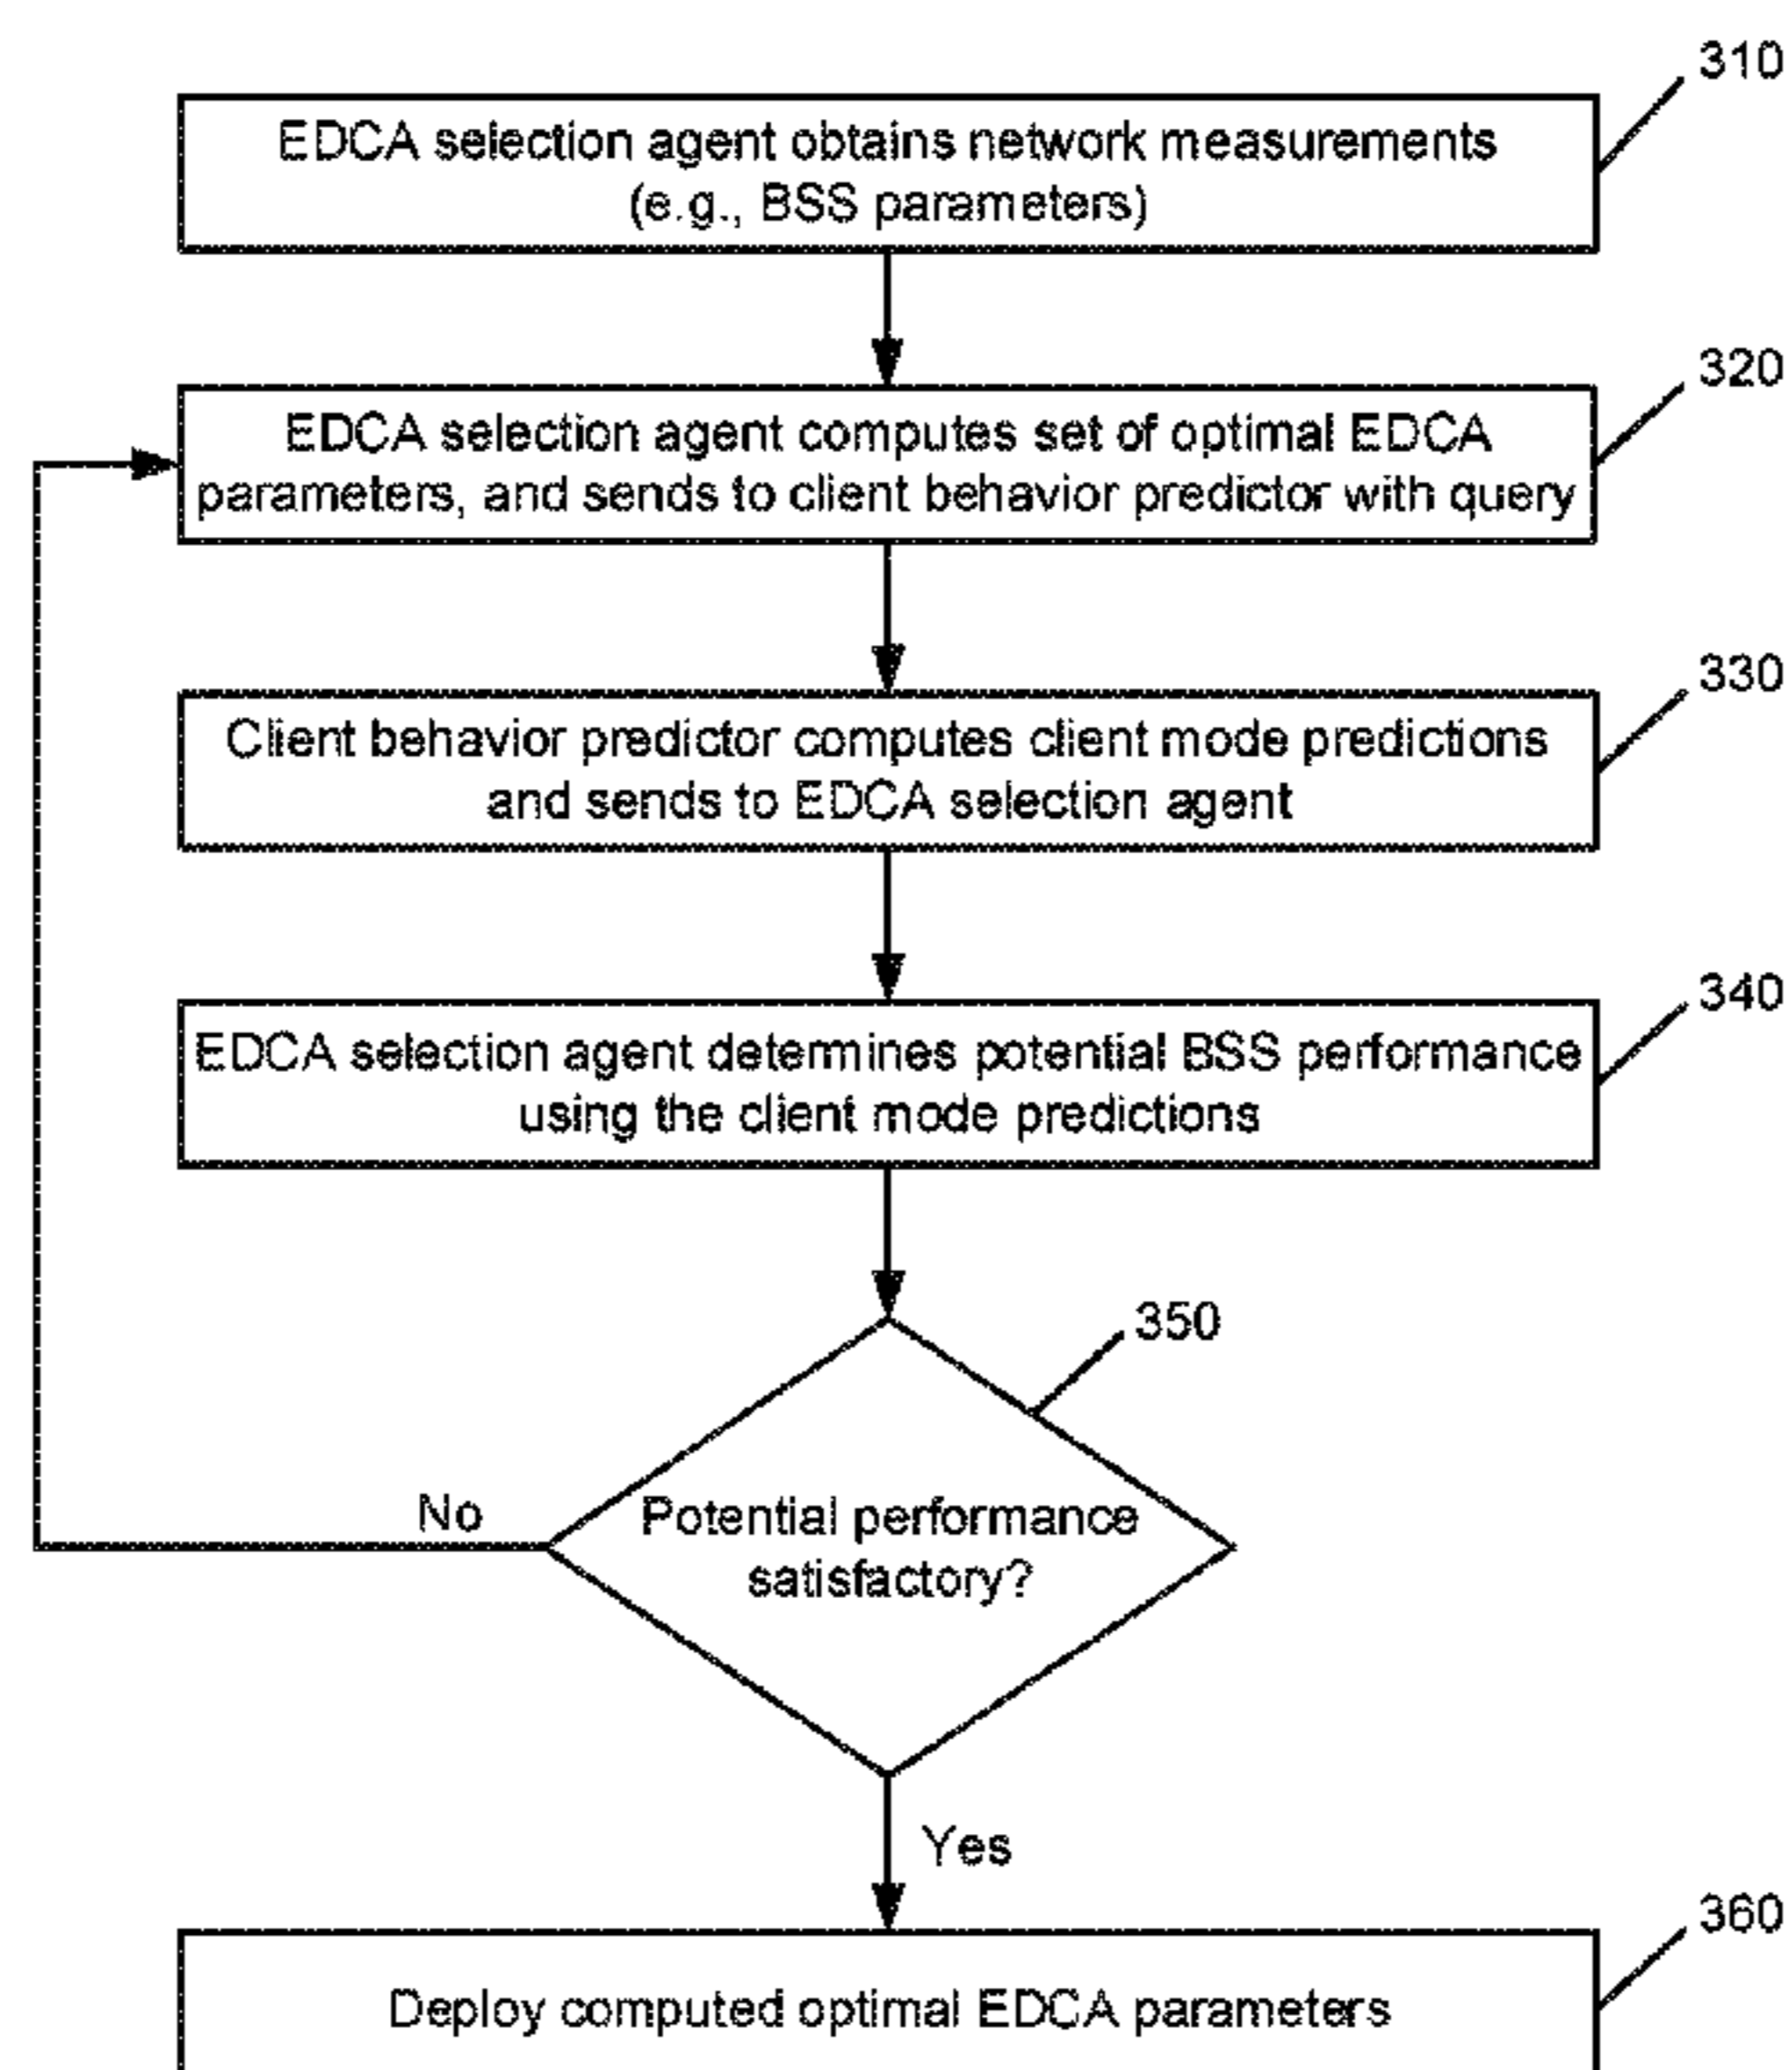 310
EDCA selection agent obtains network measurements
(e.g., BSS parameters)
320
EDCA selection agent computes set of optimal EDCA
parameters, and sends to client behavior predictor with query
330
Client behavior predictor computes client mode predictions
and sends to EDCA selection agent
340
EDCA selection agent determines potential BSS performance
using the client mode predictions
350
No
Potential performance
satisfactory?
Yes
360
Deploy computed optimal EDCA parameters